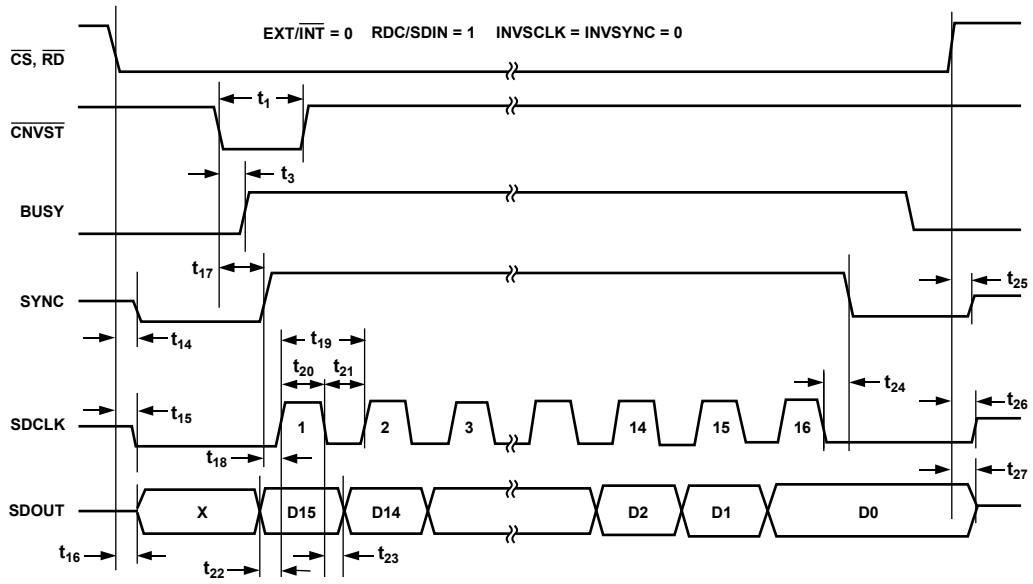 EXT/INT = 0 RDC/SDIN = 1 INVSCLK = INVSYNC = 0
CS, RD
t1
CNVST
t3
BUSY
t17
SYNC
t25
t14
t19
t20 t21
t24
t15
t26
SDCLK
1 2 3 14 15 16
t18
t27
SDOUT
X D15 D14 D2 D1 D0
t16
t22
t23